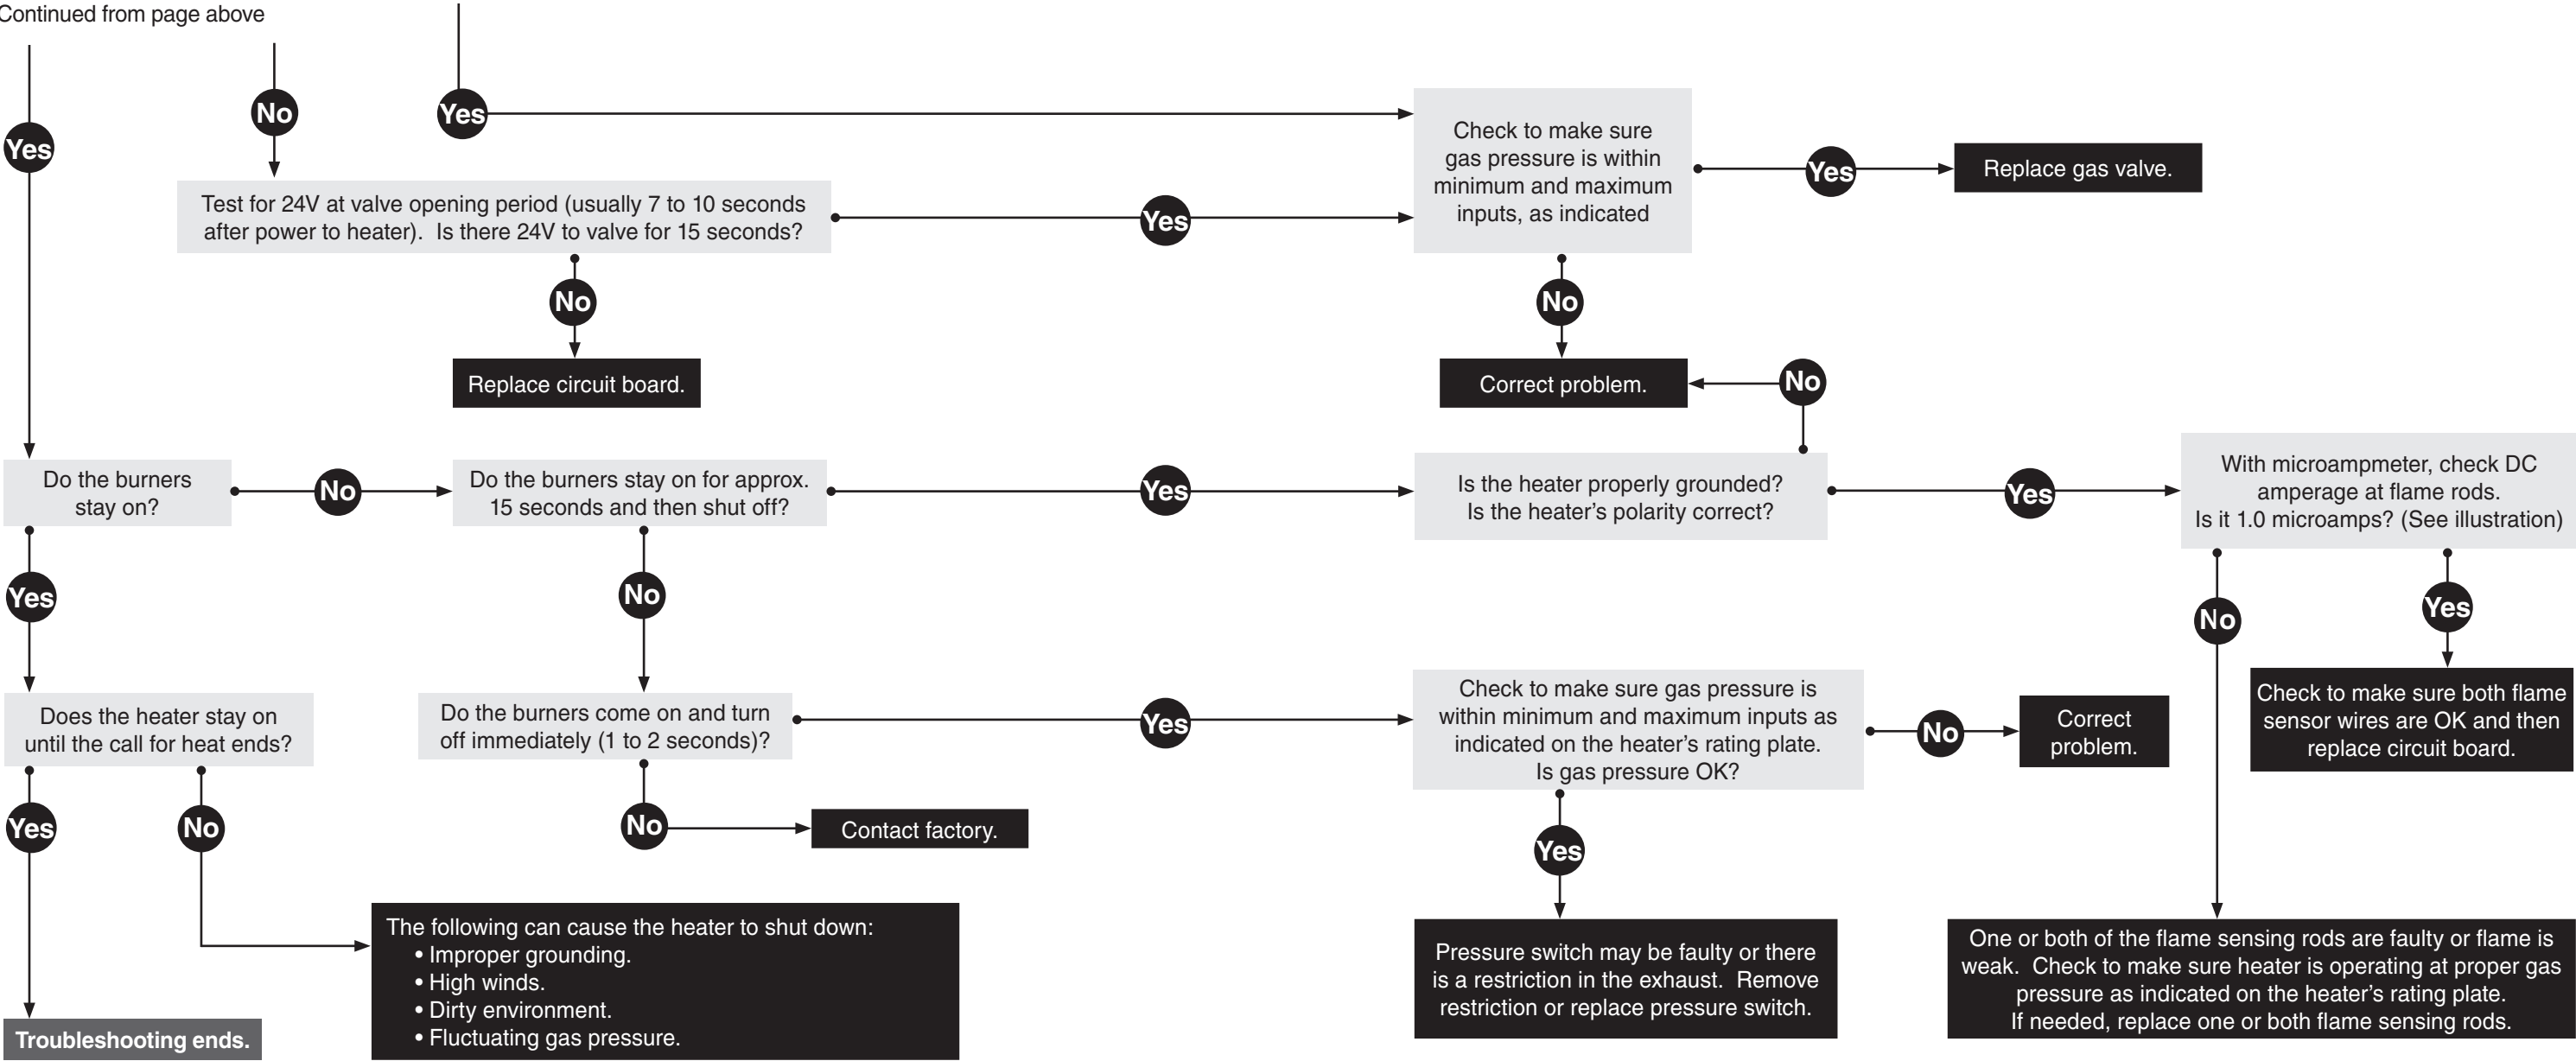 Continued from page above
Yes
No
Yes
Check to make sure
gas pressure is within
minimum and maximum
inputs, as indicated
Yes
Replace gas valve.
Test for 24V at valve opening period (usually 7 to 10 seconds
after power to heater).  Is there 24V to valve for 15 seconds?
Yes
No
Replace circuit board.
No
Correct problem.
No
Do the burners
stay on?
No
Do the burners stay on for approx.
15 seconds and then shut off?
Yes
Is the heater properly grounded?
Is the heater's polarity correct?
Yes
With microampmeter, check DC
amperage at flame rods.
Is it 1.0 microamps? (See illustration)
Yes
No
No
Yes
Check to make sure both flame
sensor wires are OK and then
replace circuit board.
Does the heater stay on
until the call for heat ends?
Do the burners come on and turn
off immediately (1 to 2 seconds)?
Yes
Check to make sure gas pressure is
within minimum and maximum inputs as
indicated on the heater's rating plate.
Is gas pressure OK?
No
Correct
problem.
Yes
No
No
Contact factory.
Yes
The following can cause the heater to shut down:
• Improper grounding.
• High winds.
• Dirty environment.
• Fluctuating gas pressure.
Pressure switch may be faulty or there
is a restriction in the exhaust.  Remove
restriction or replace pressure switch.
One or both of the flame sensing rods are faulty or flame is
weak.  Check to make sure heater is operating at proper gas
pressure as indicated on the heater's rating plate.
If needed, replace one or both flame sensing rods.
Troubleshooting ends.